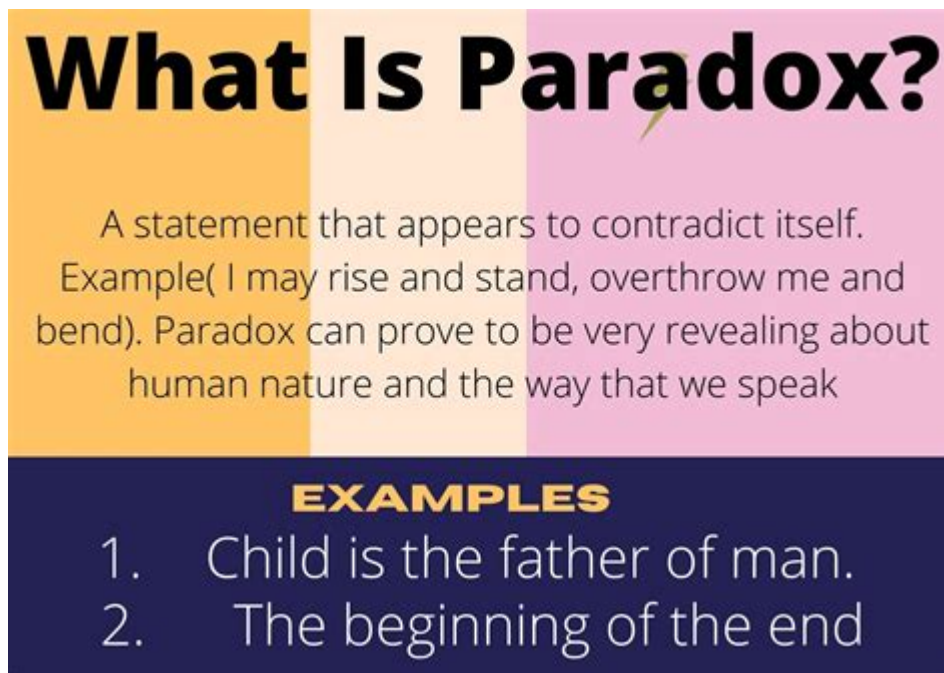 What Is Paradox?
A statement that appears to contradict itself.
Example( I may rise and stand, overthrow me and
bend). Paradox can prove to be very revealing about
human nature and the way that we speak
EXAMPLES
1. Child is the father of man.
2. The beginning of the end